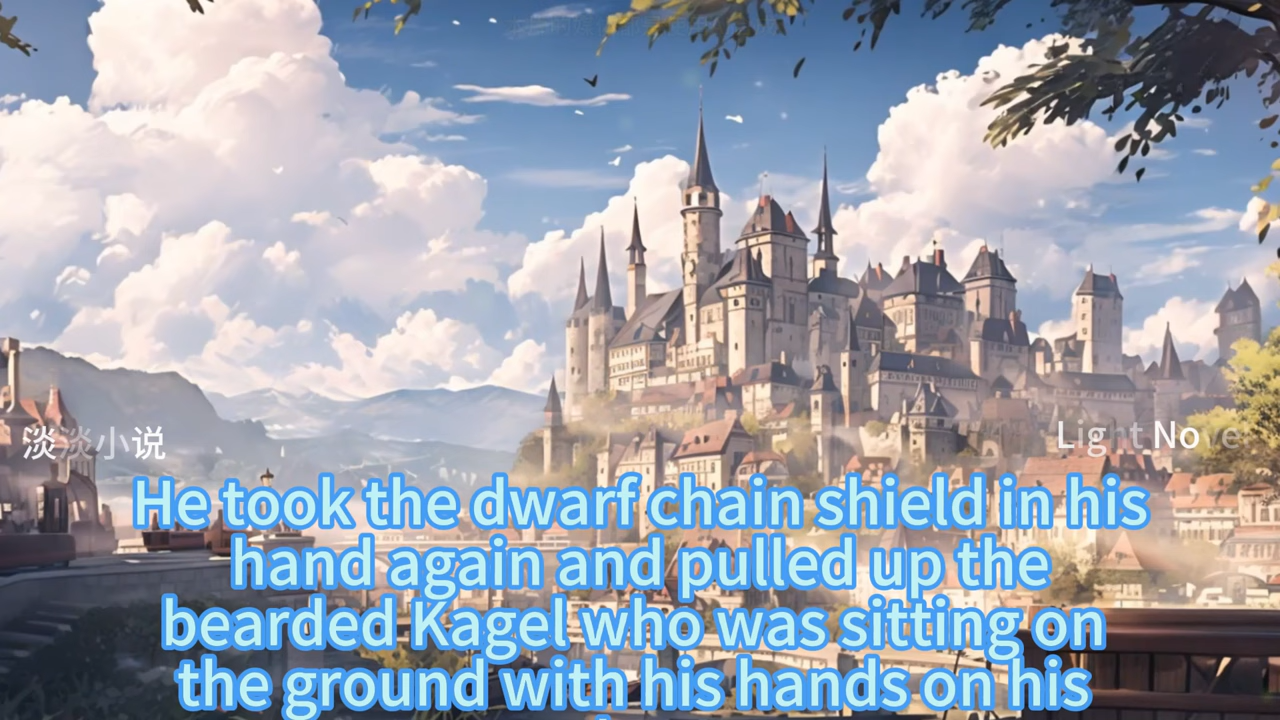 淡淡小说
Light Novel
He took the dwarf chain shield in his
hand again and pulled up the
bearded Kagel who was sitting on
the ground with his hands on his